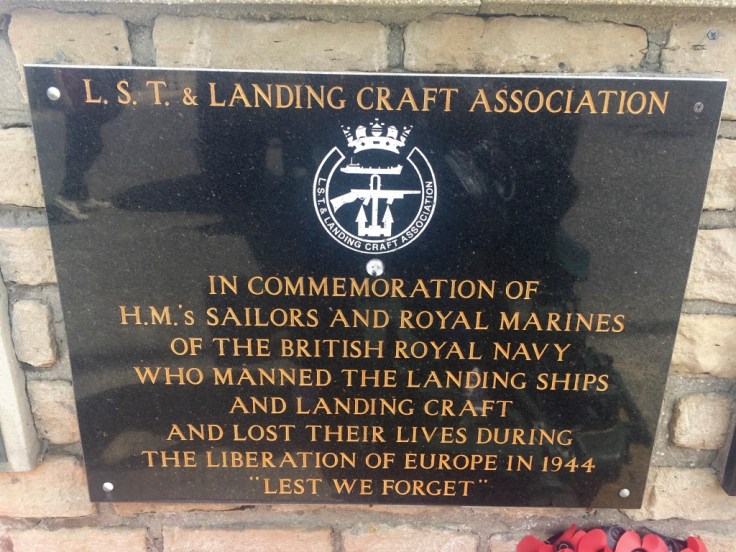 L. S. T. & LANDING CRAFT ASSOCIATION
L.S.T. & LANDING CRAFT ASSOCIATION
IN COMMEMORATION OF
H.M.'s SAILORS AND ROYAL MARINES
OF THE BRITISH ROYAL NAVY
WHO MANNED THE LANDING SHIPS
AND LANDING CRAFT
AND LOST THEIR LIVES DURING
THE LIBERATION OF EUROPE IN 1944
"LEST WE FORGET"